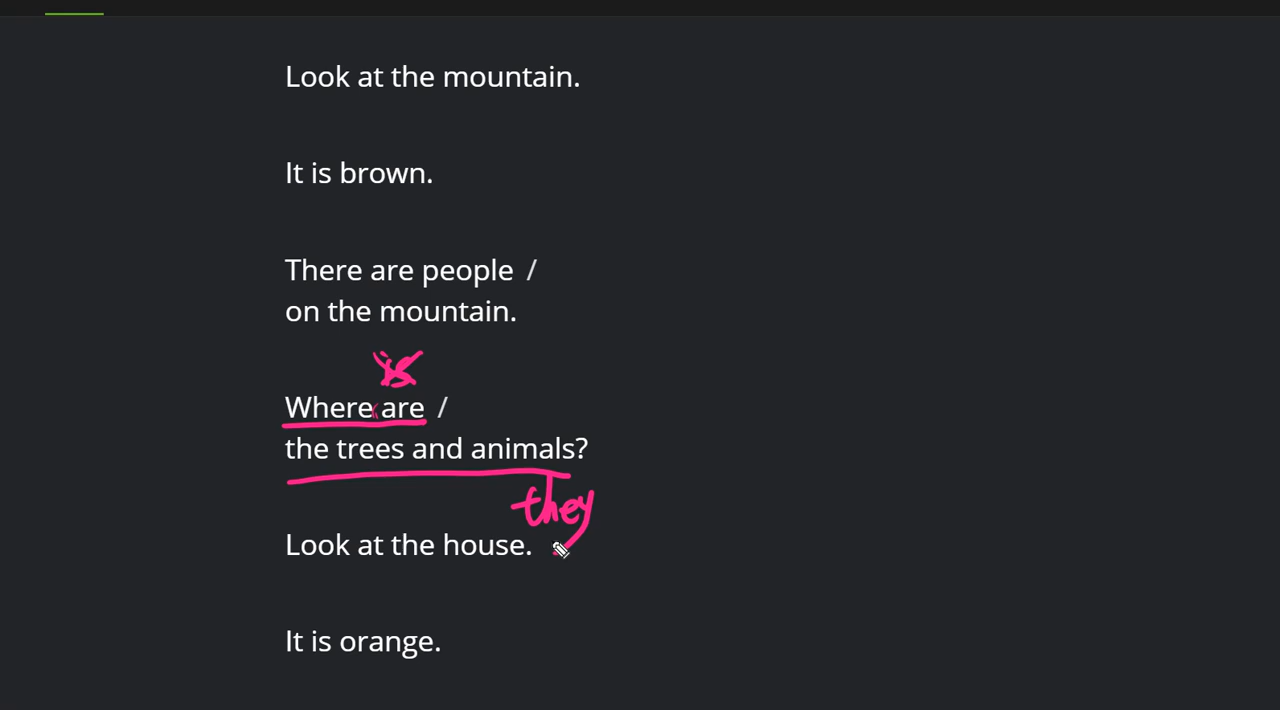 Look at the mountain.
It is brown.
There are people /
on the mountain.
is
Where are /
the trees and animals?
they
Look at the house.
It is orange.